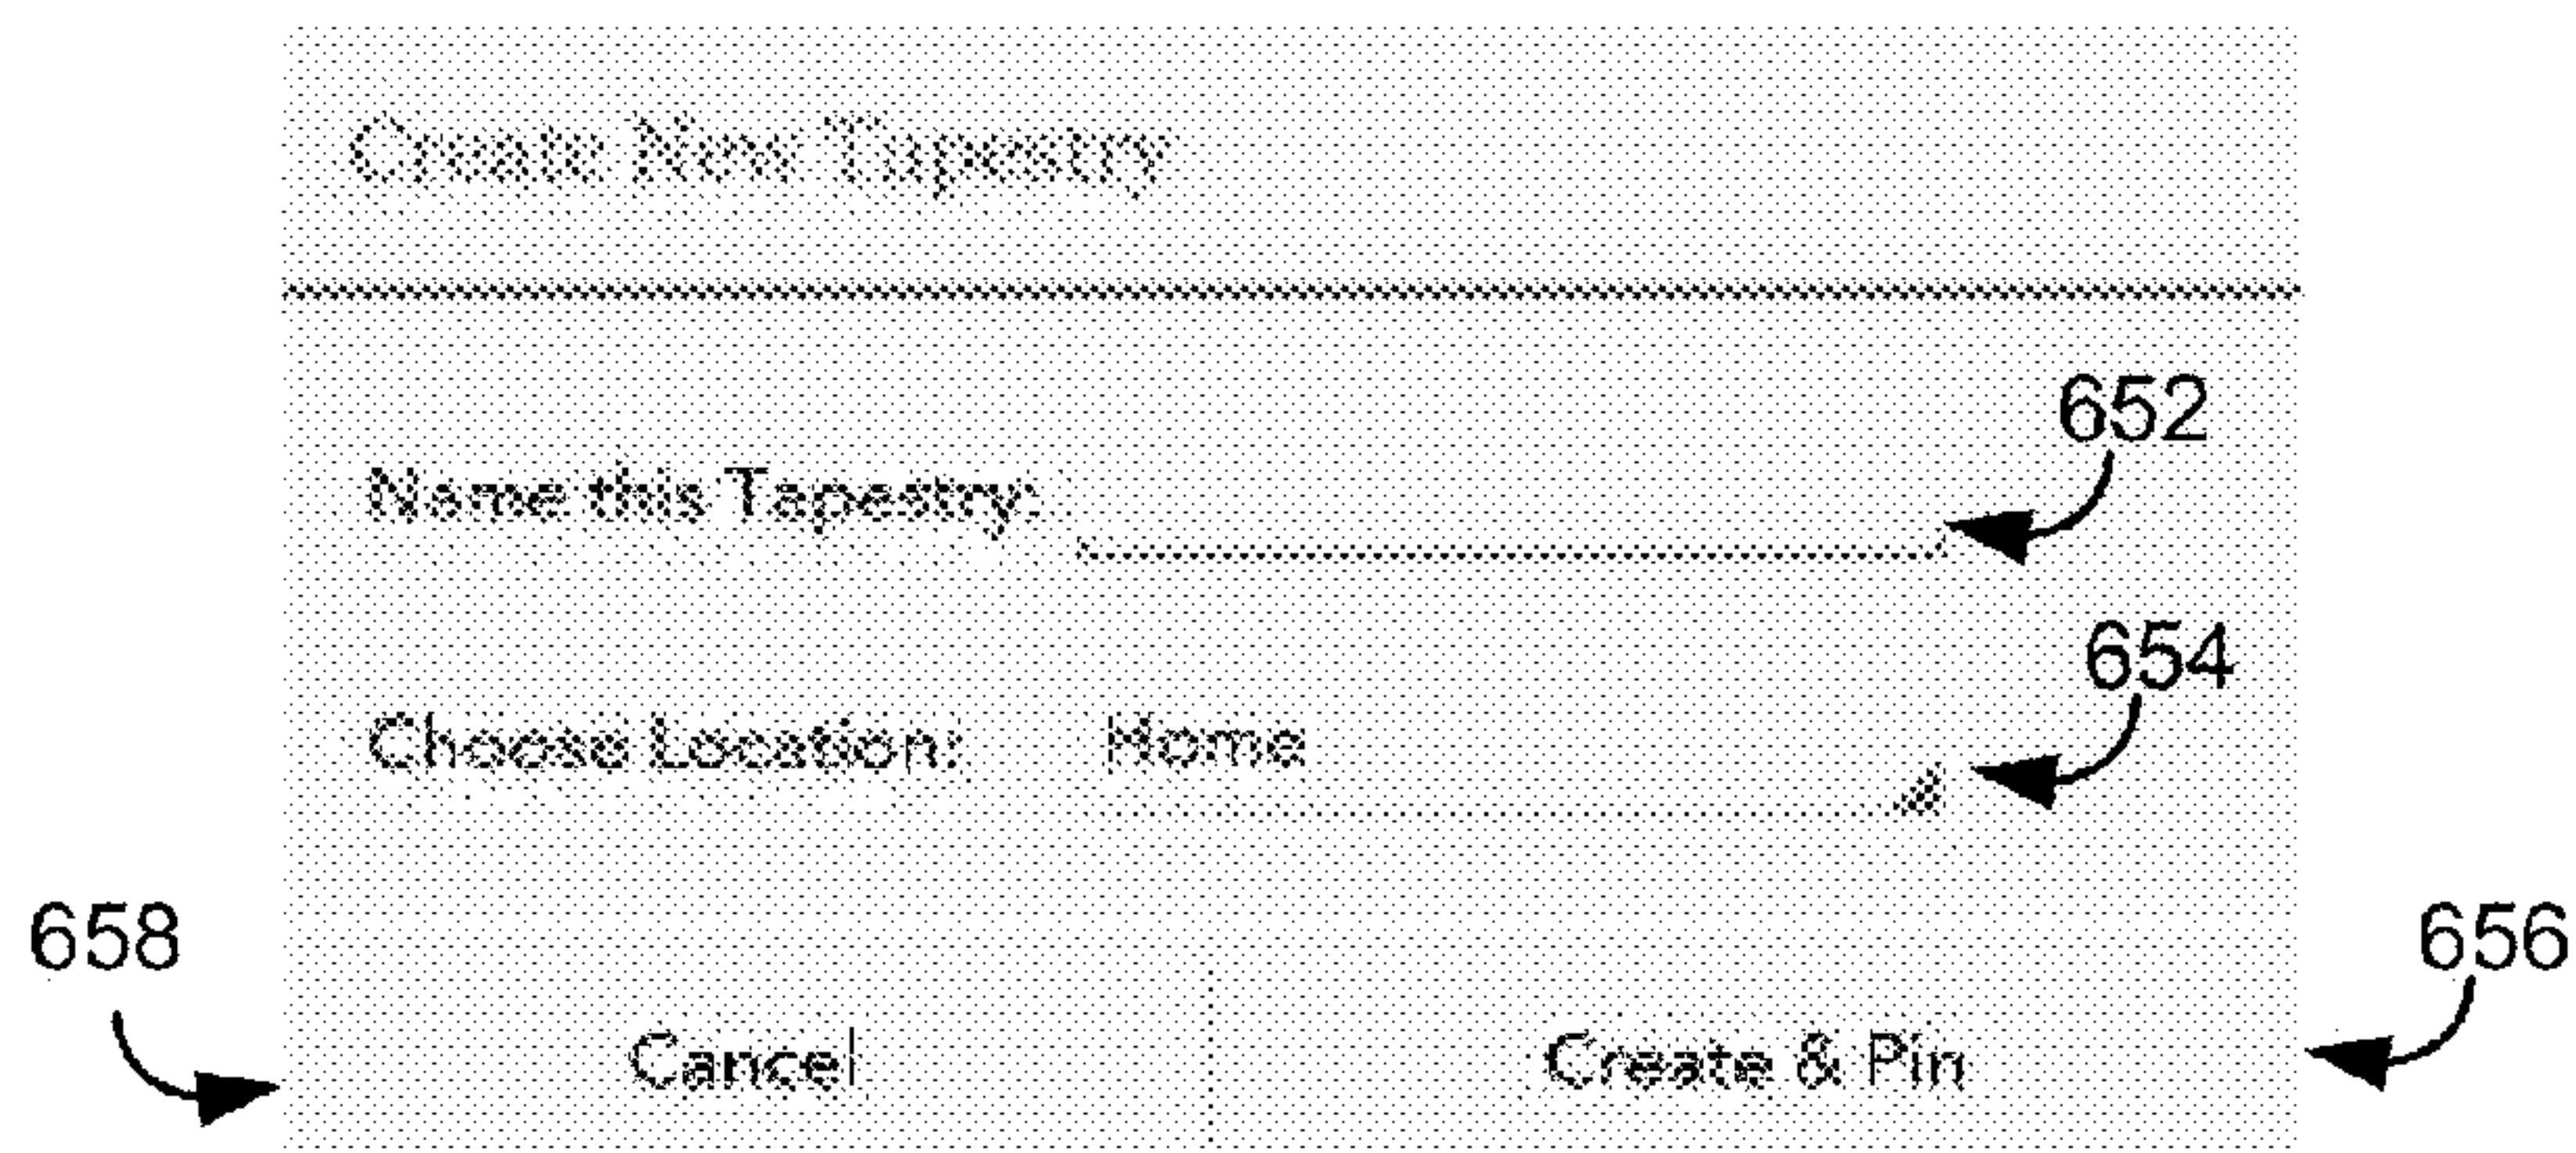 Create New Tapestry
652
Name this Tapestry:
654
Choose Location: Home
658
656
Cancel Create & Pin